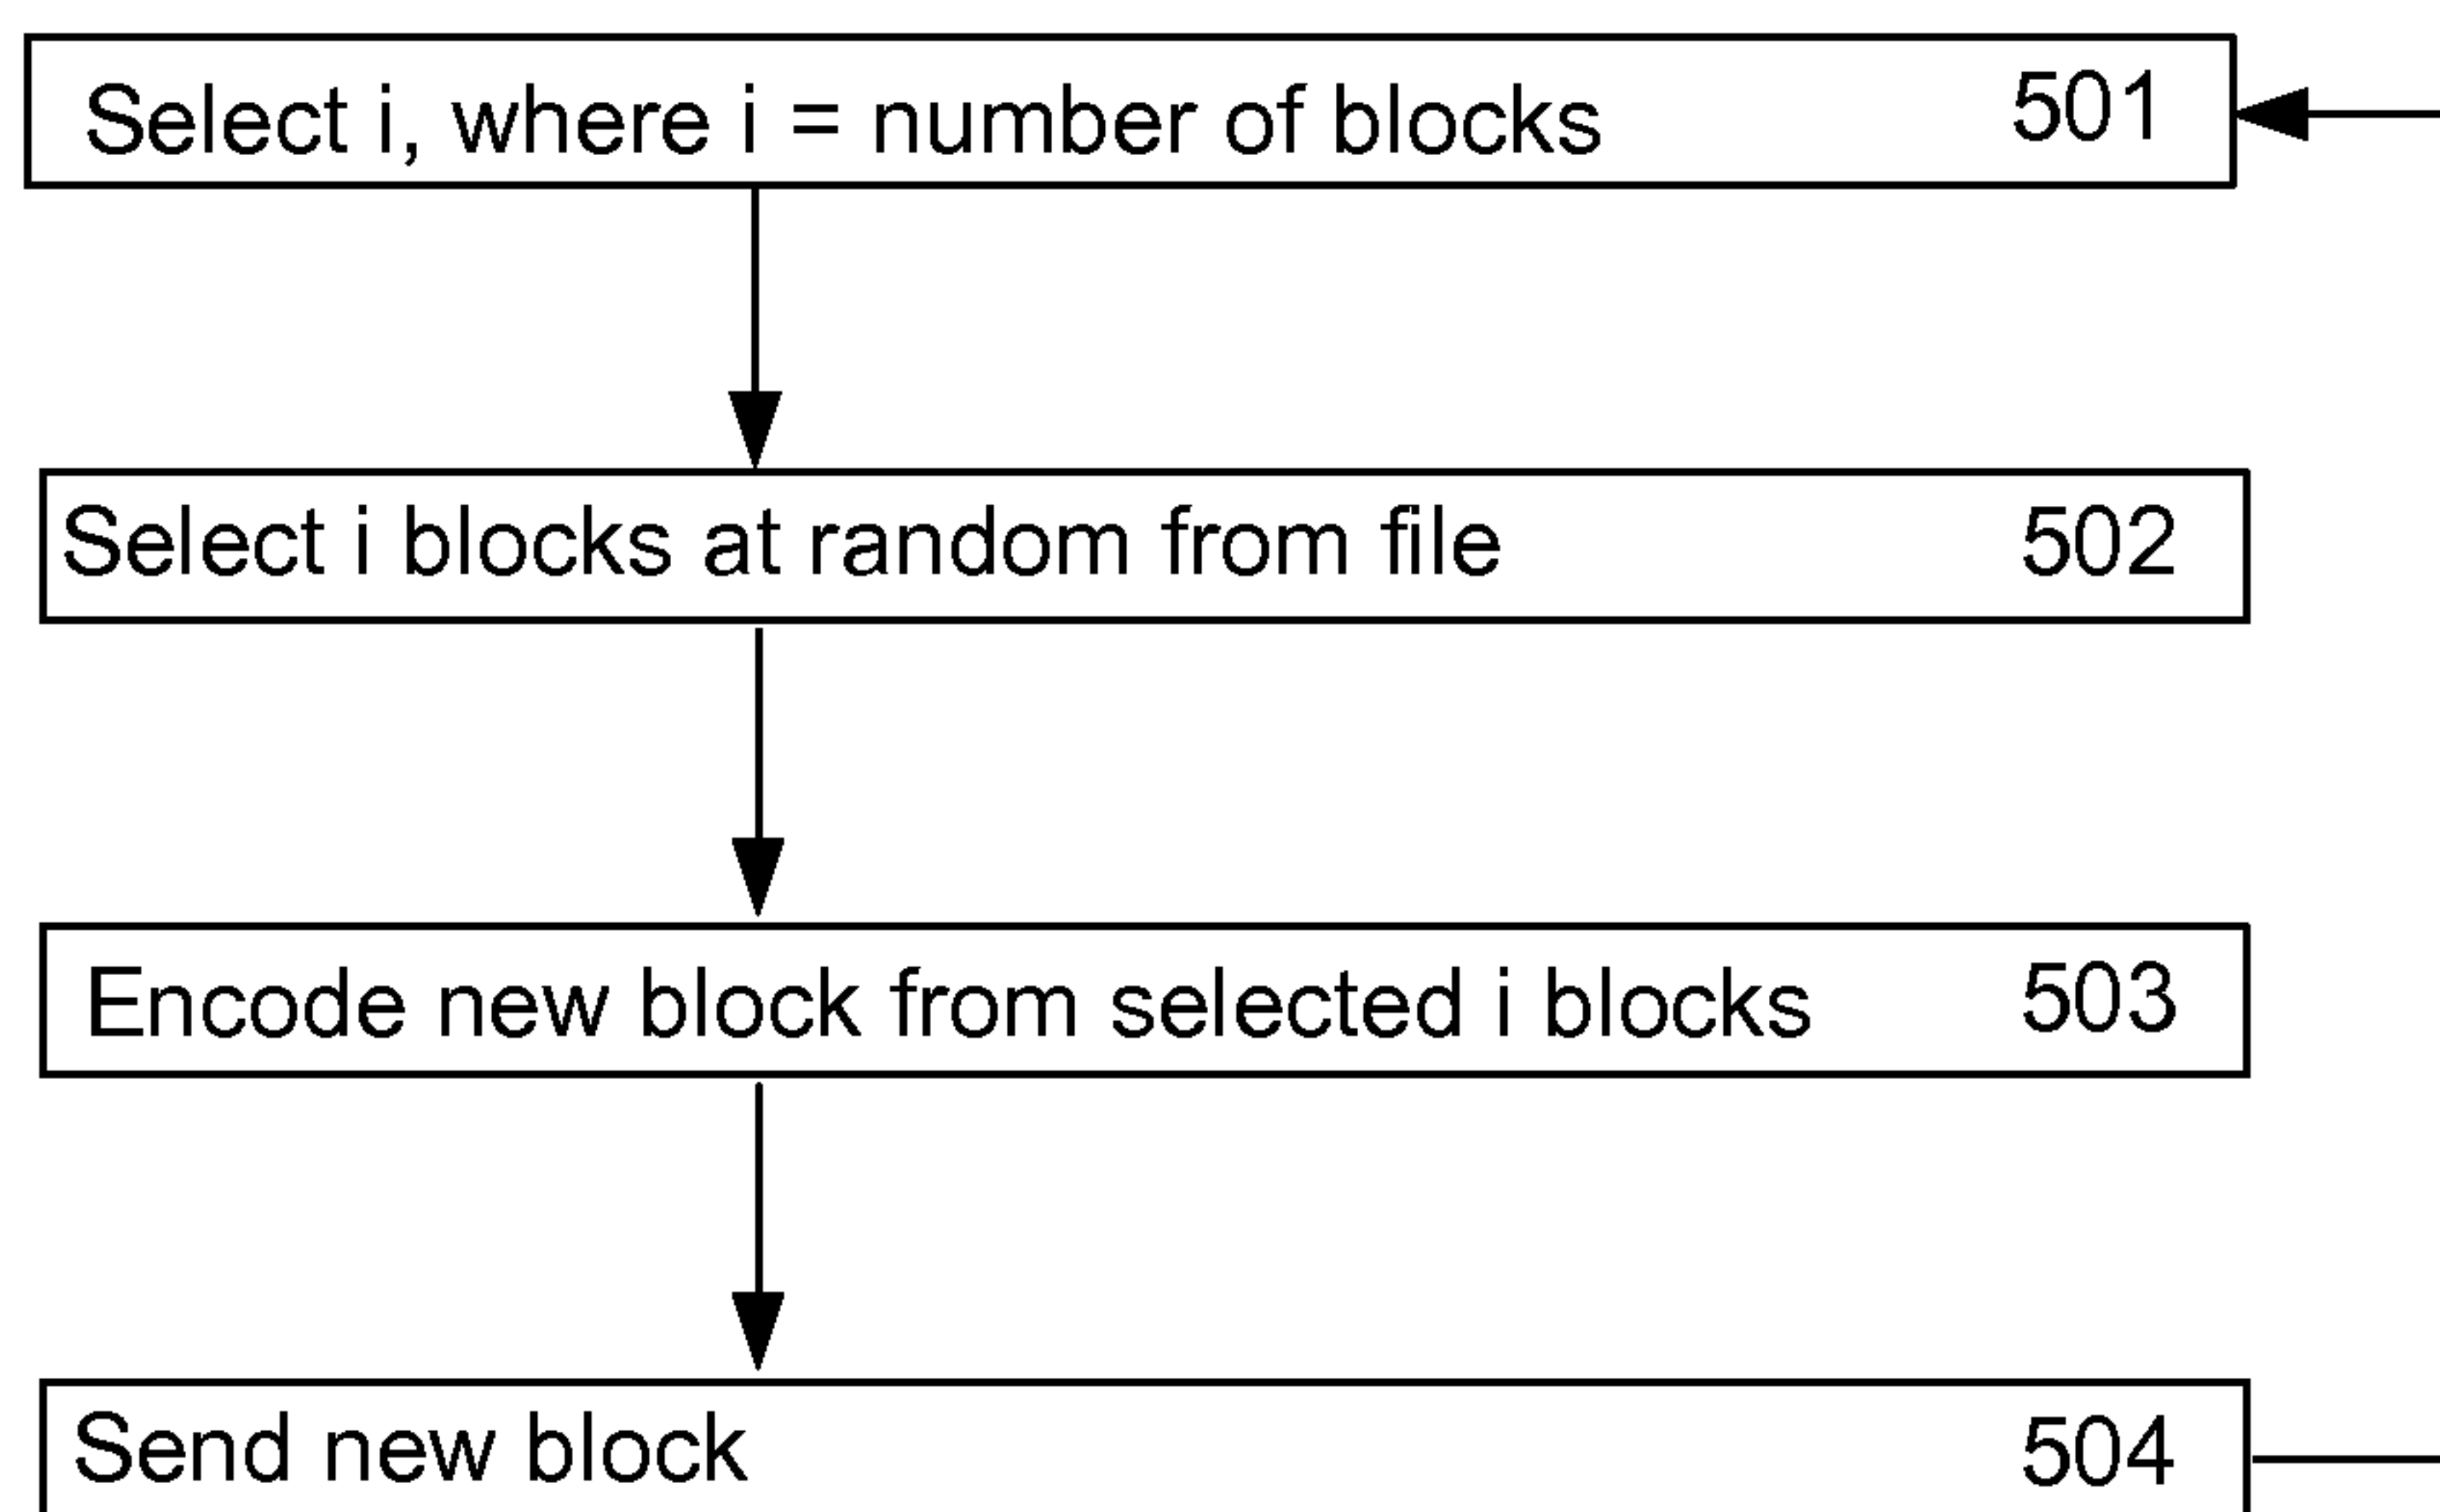 Select i, where i = number of blocks 501
Select i blocks at random from file 502
Encode new block from selected i blocks 503
Send new block 504